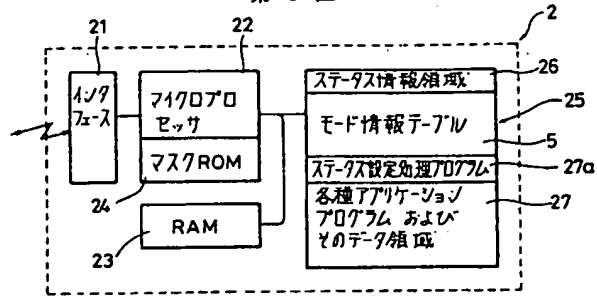 2
21
22
インタ
フェース
マイクロプロ
セッサ
マスクROM
24
RAM
23
ステータス情報領域
26
モード情報テーブル
25
5
ステータス設定処理プログラム
27a
各種アプリケーション
プログラム および
そのデータ領域
27